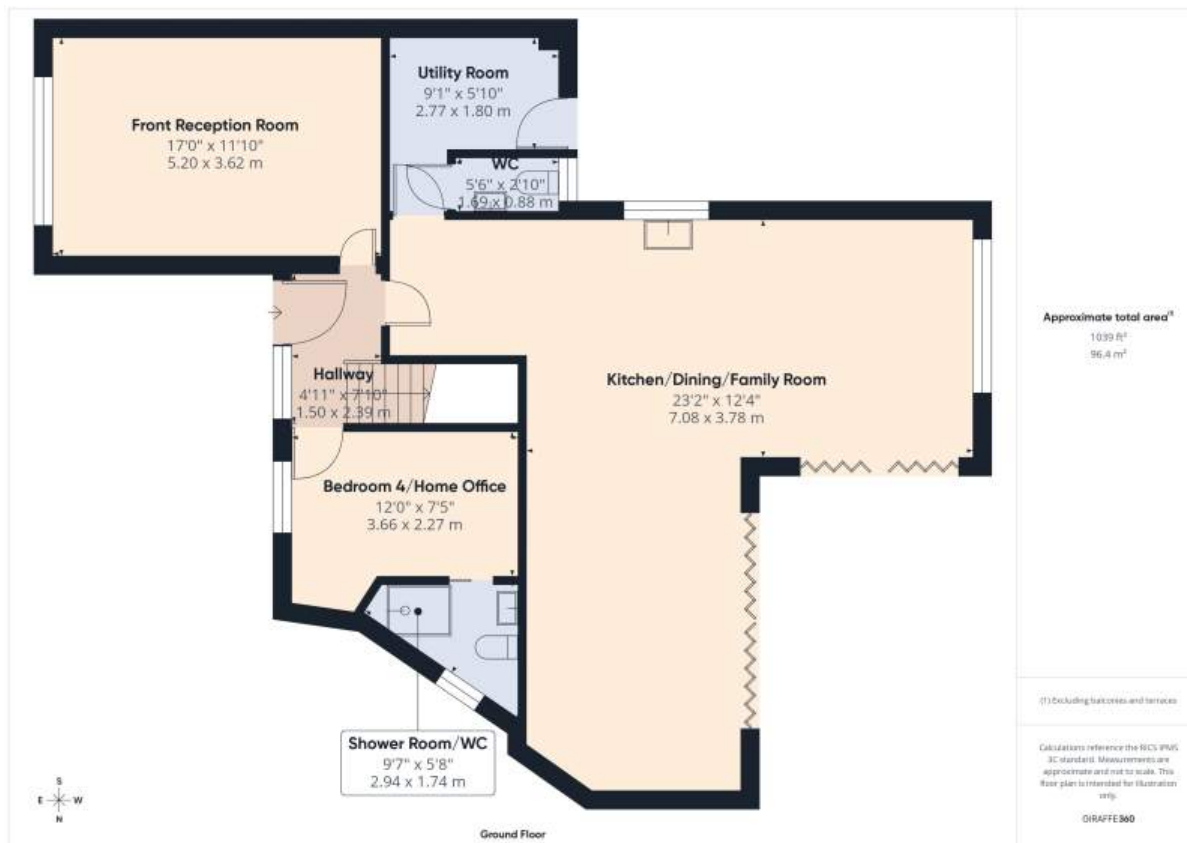 Front Reception Room
17'0" x 11'10"
5.20 x 3.62 m
Utility Room
9'1" x 5'10"
2.77 x 1.80 m
WC
5'6" x 2'10"
1.69 x 0.88 m
Hallway
4'11" x 7'10"
1.50 x 2.39 m
Kitchen/Dining/Family Room
23'2" x 12'4"
7.08 x 3.78 m
Bedroom 4/Home Office
12'0" x 7'5"
3.66 x 2.27 m
Shower Room/WC
9'7" x 5'8"
2.94 x 1.74 m
S
E W
N
Ground Floor
Approximate total area(1)
1039 ft²
96.4 m²
(1) Excluding balconies and terraces
Calculations reference the RICS IPMS
3C standard. Measurements are
approximate and not to scale. This
floor plan is intended for illustration
only.
GIRAFFE360